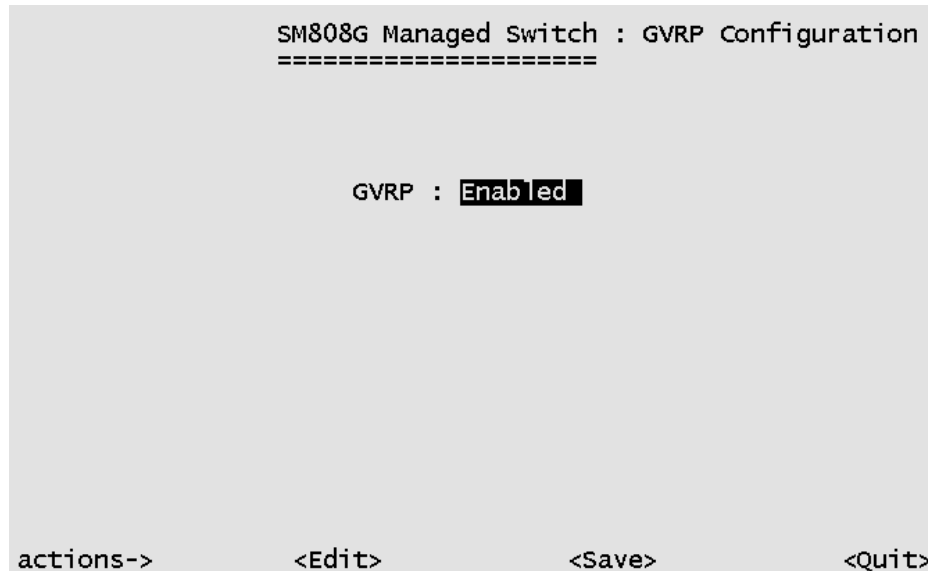 SM808G Managed Switch : GVRP Configuration
=====================
GVRP : Enabled
actions-> <Edit> <Save> <Quit>